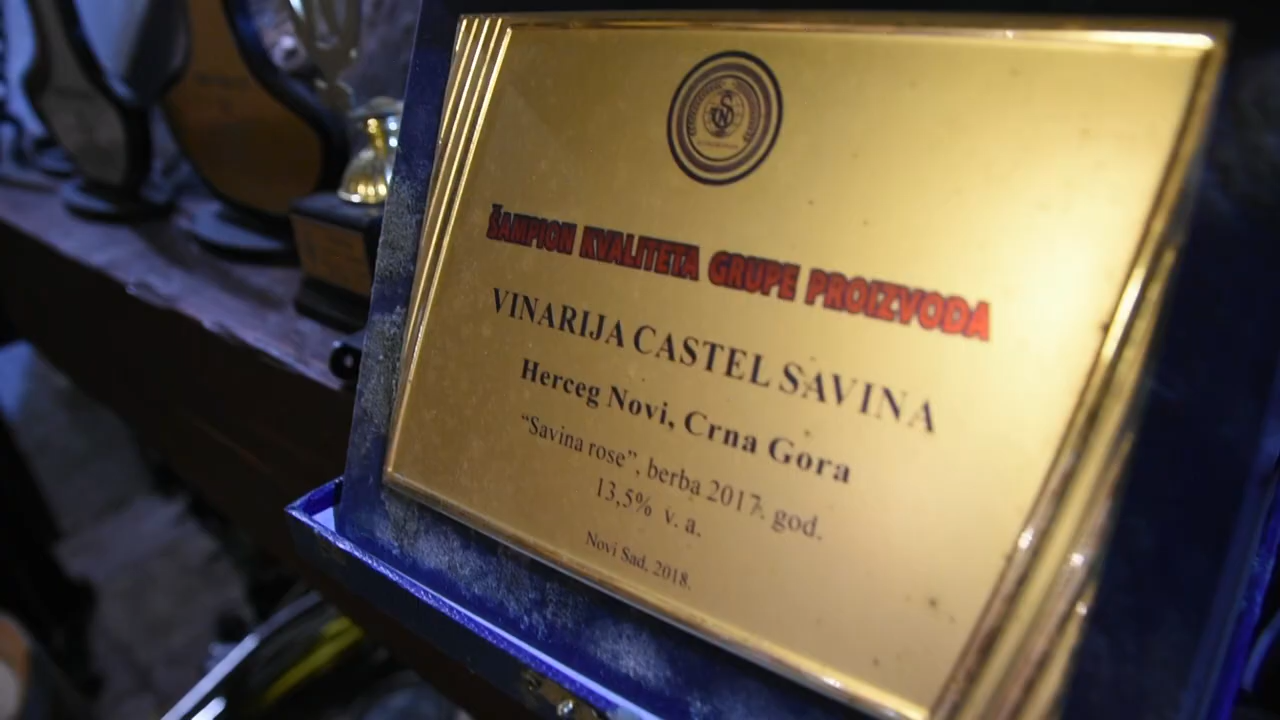 ŠAMPION KVALITETA GRUPE PROIZVODA
VINARIJA CASTEL SAVINA
Herceg Novi, Crna Gora
“Savina rose”, berba 2017. god.
13,5% v. a.
Novi Sad, 2018.